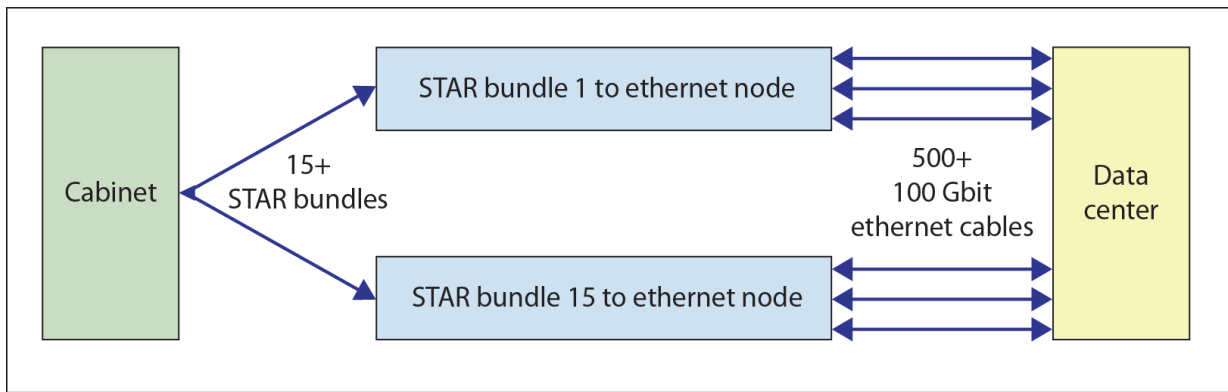 Cabinet
15+
STAR bundles
STAR bundle 1 to ethernet node
STAR bundle 15 to ethernet node
500+
100 Gbit
ethernet cables
Data
center